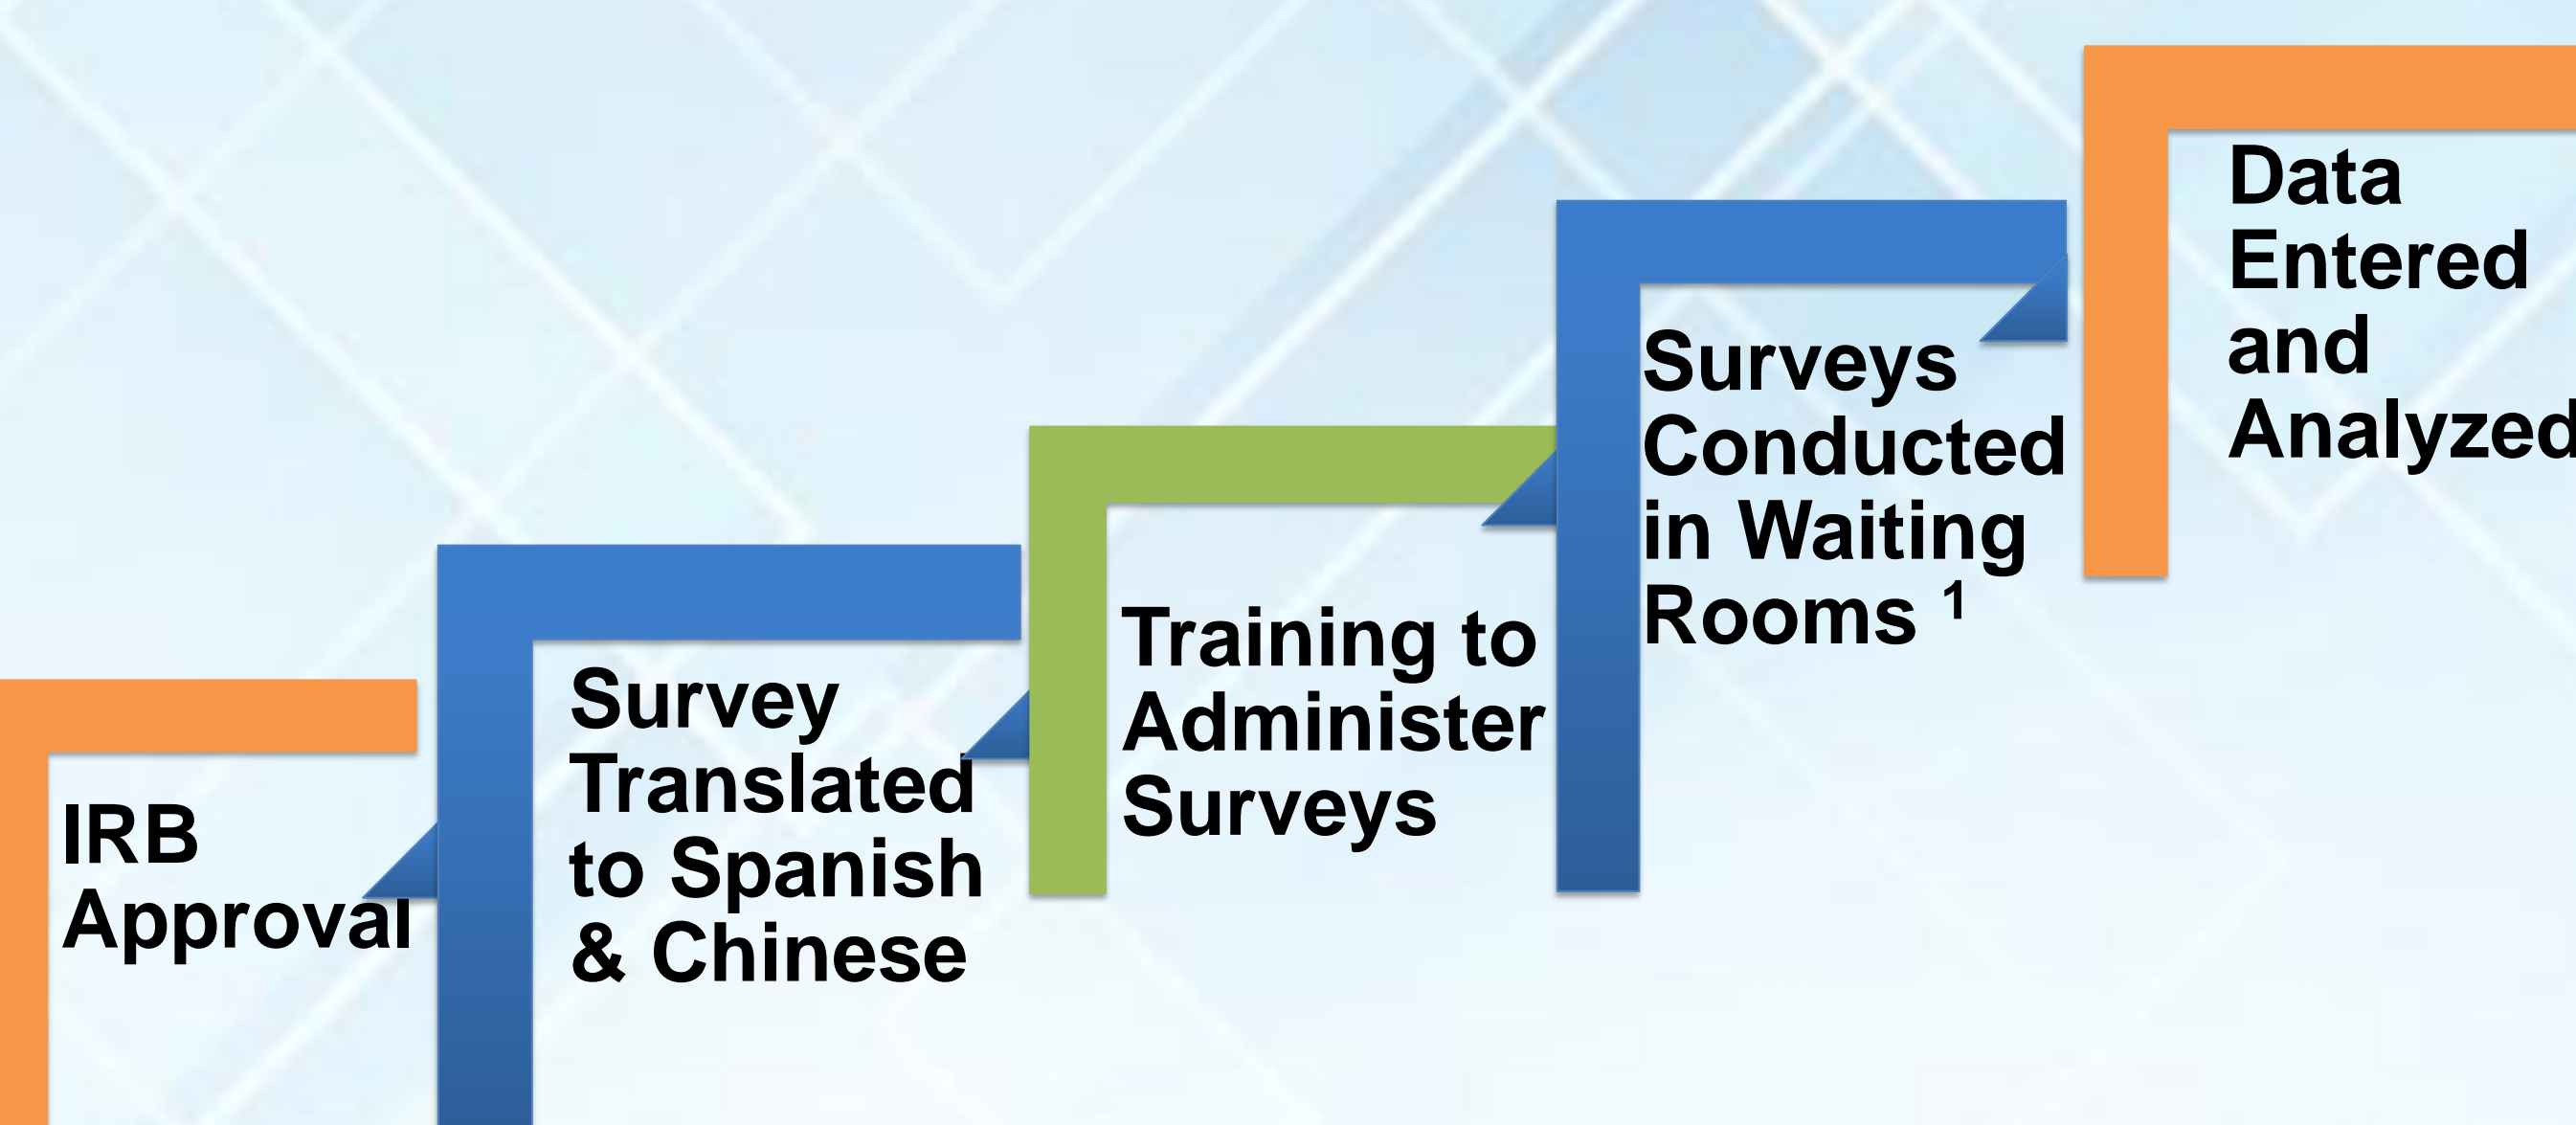 IRB
Approval
Survey
Translated
to Spanish
& Chinese
Training to
Administer
Surveys
Surveys
Conducted
in Waiting
Rooms ¹
Data
Entered
and
Analyzed